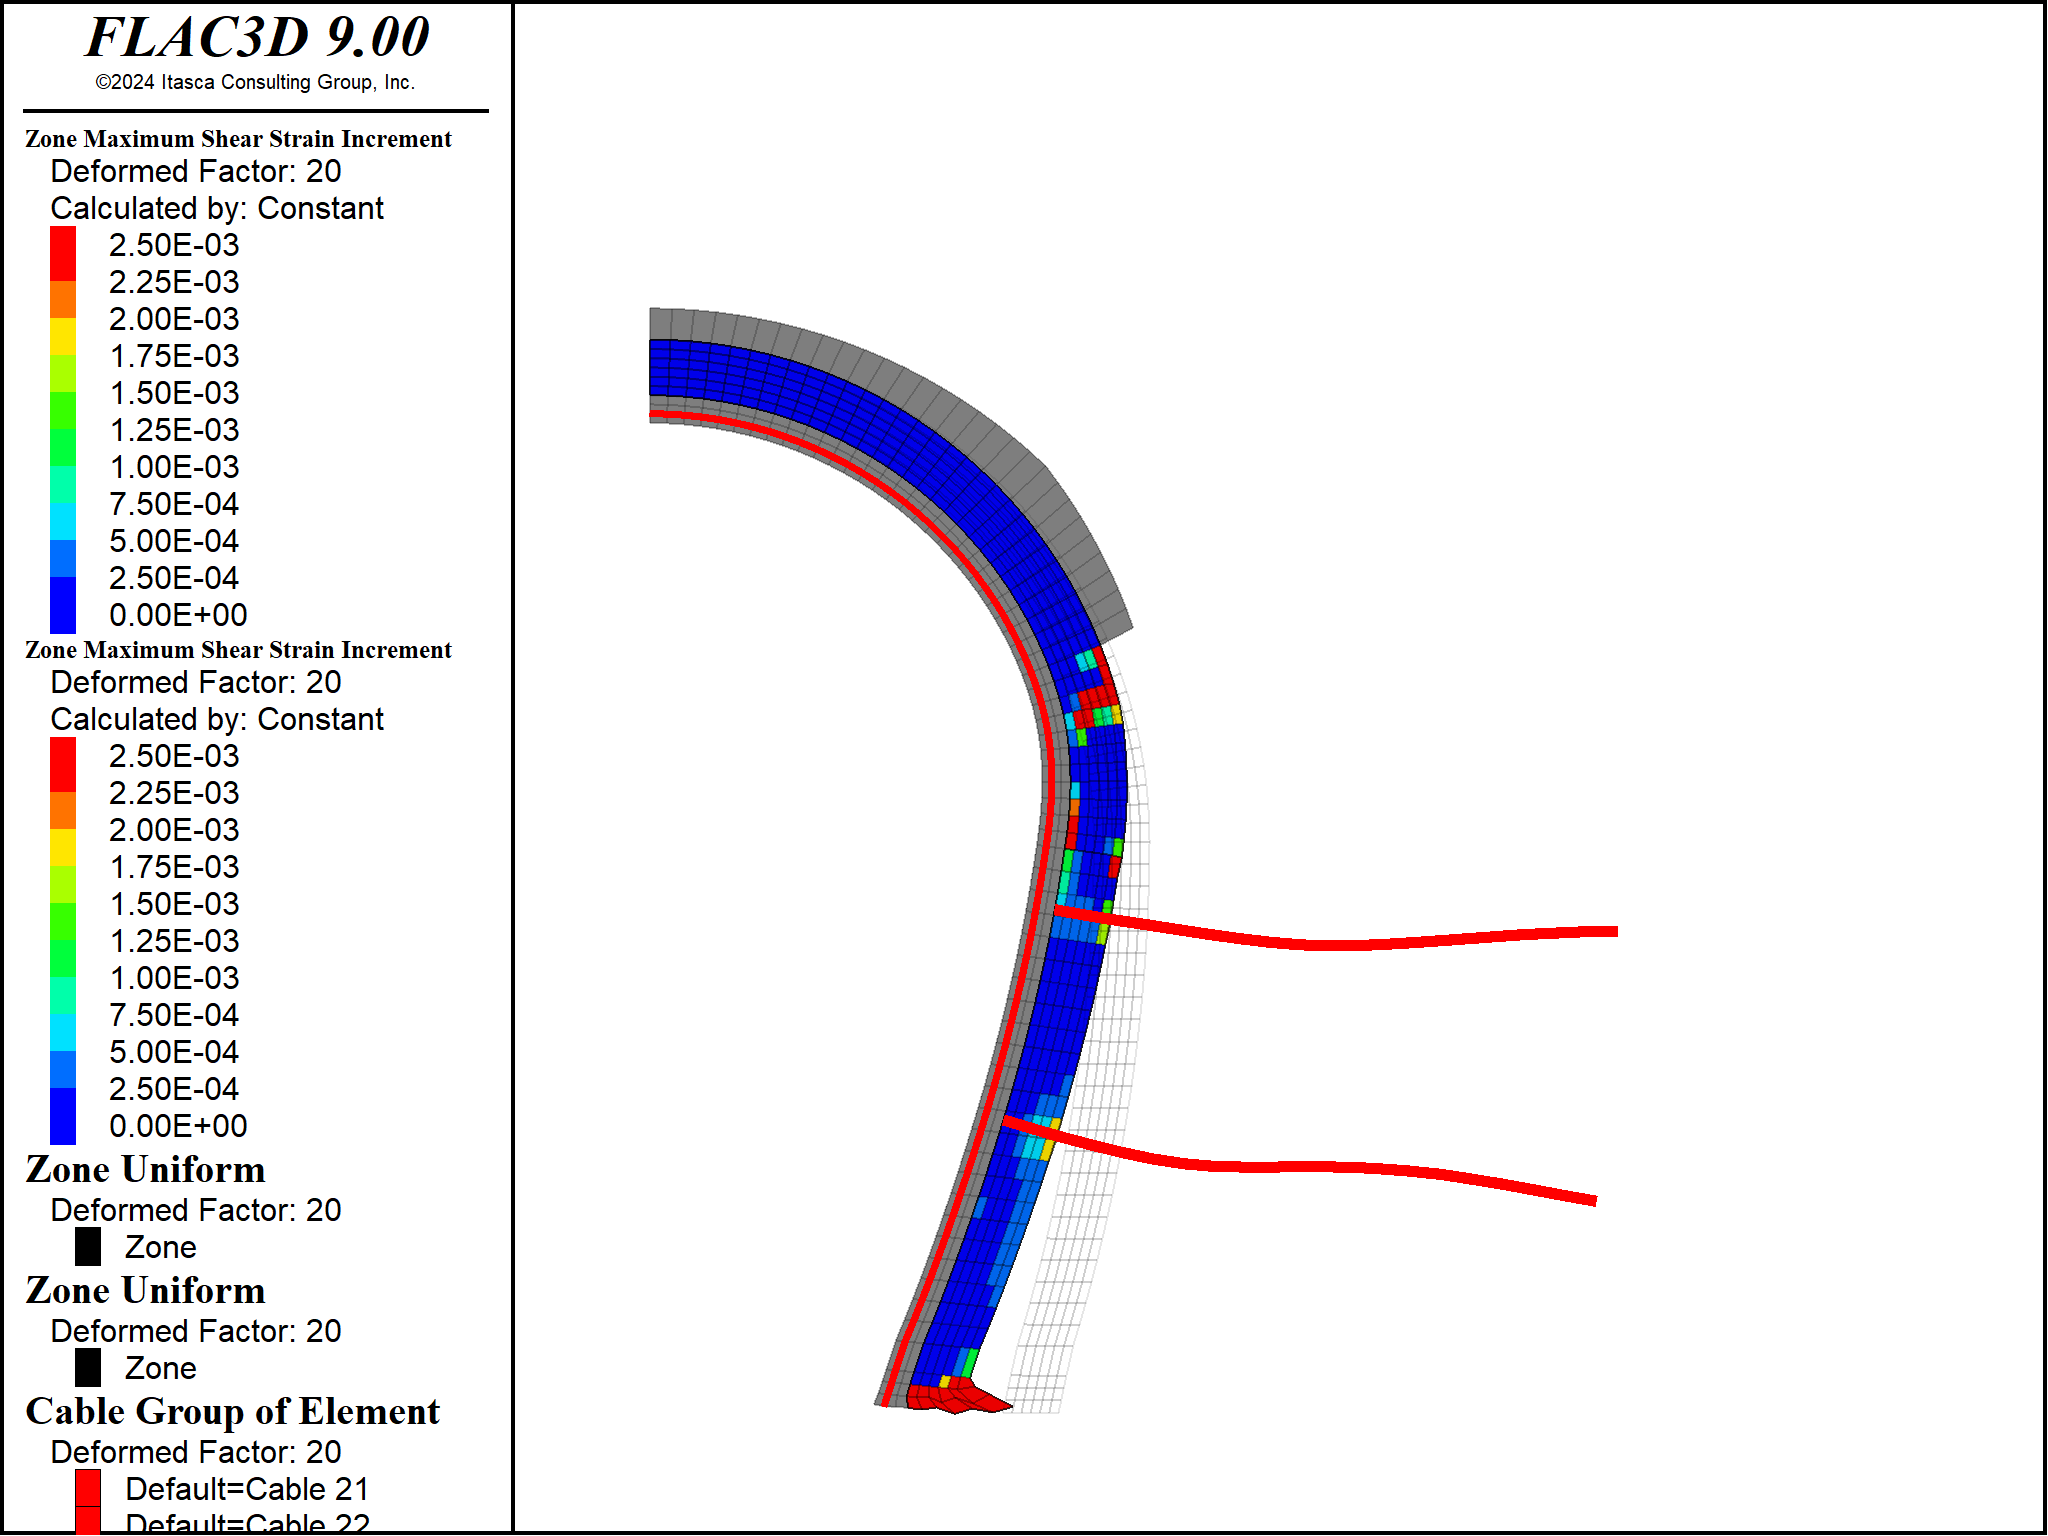 FLAC3D 9.00
©2024 Itasca Consulting Group, Inc.
Zone Maximum Shear Strain Increment
Deformed Factor: 20
Calculated by: Constant
2.50E-03
2.25E-03
2.00E-03
1.75E-03
1.50E-03
1.25E-03
1.00E-03
7.50E-04
5.00E-04
2.50E-04
0.00E+00
Zone Maximum Shear Strain Increment
Deformed Factor: 20
Calculated by: Constant
2.50E-03
2.25E-03
2.00E-03
1.75E-03
1.50E-03
1.25E-03
1.00E-03
7.50E-04
5.00E-04
2.50E-04
0.00E+00
Zone Uniform
Deformed Factor: 20
Zone
Zone Uniform
Deformed Factor: 20
Zone
Cable Group of Element
Deformed Factor: 20
Default=Cable 21
Default=Cable 22